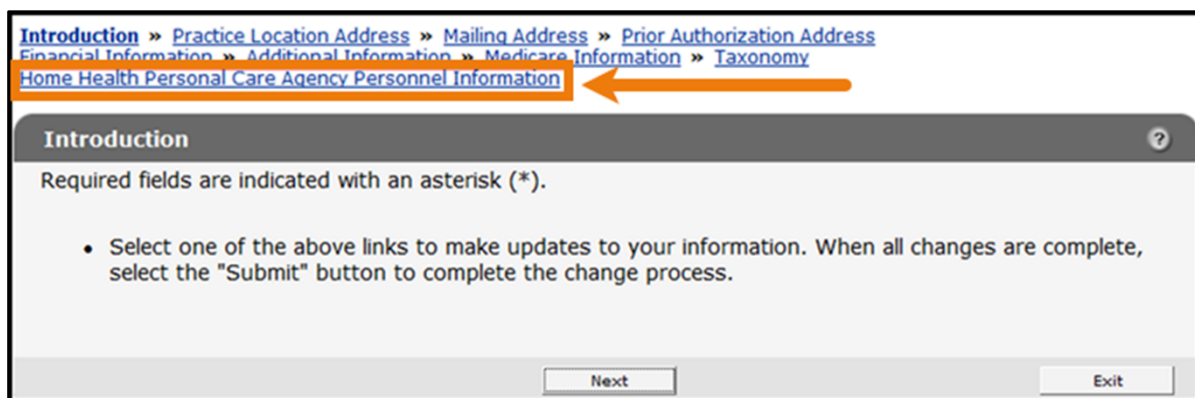 Introduction » Practice Location Address » Mailing Address » Prior Authorization Address
Financial Information » Additional Information » Medicare Information » Taxonomy
Home Health Personal Care Agency Personnel Information
Introduction
?
Required fields are indicated with an asterisk (*).
• Select one of the above links to make updates to your information. When all changes are complete,
select the "Submit" button to complete the change process.
Next
Exit